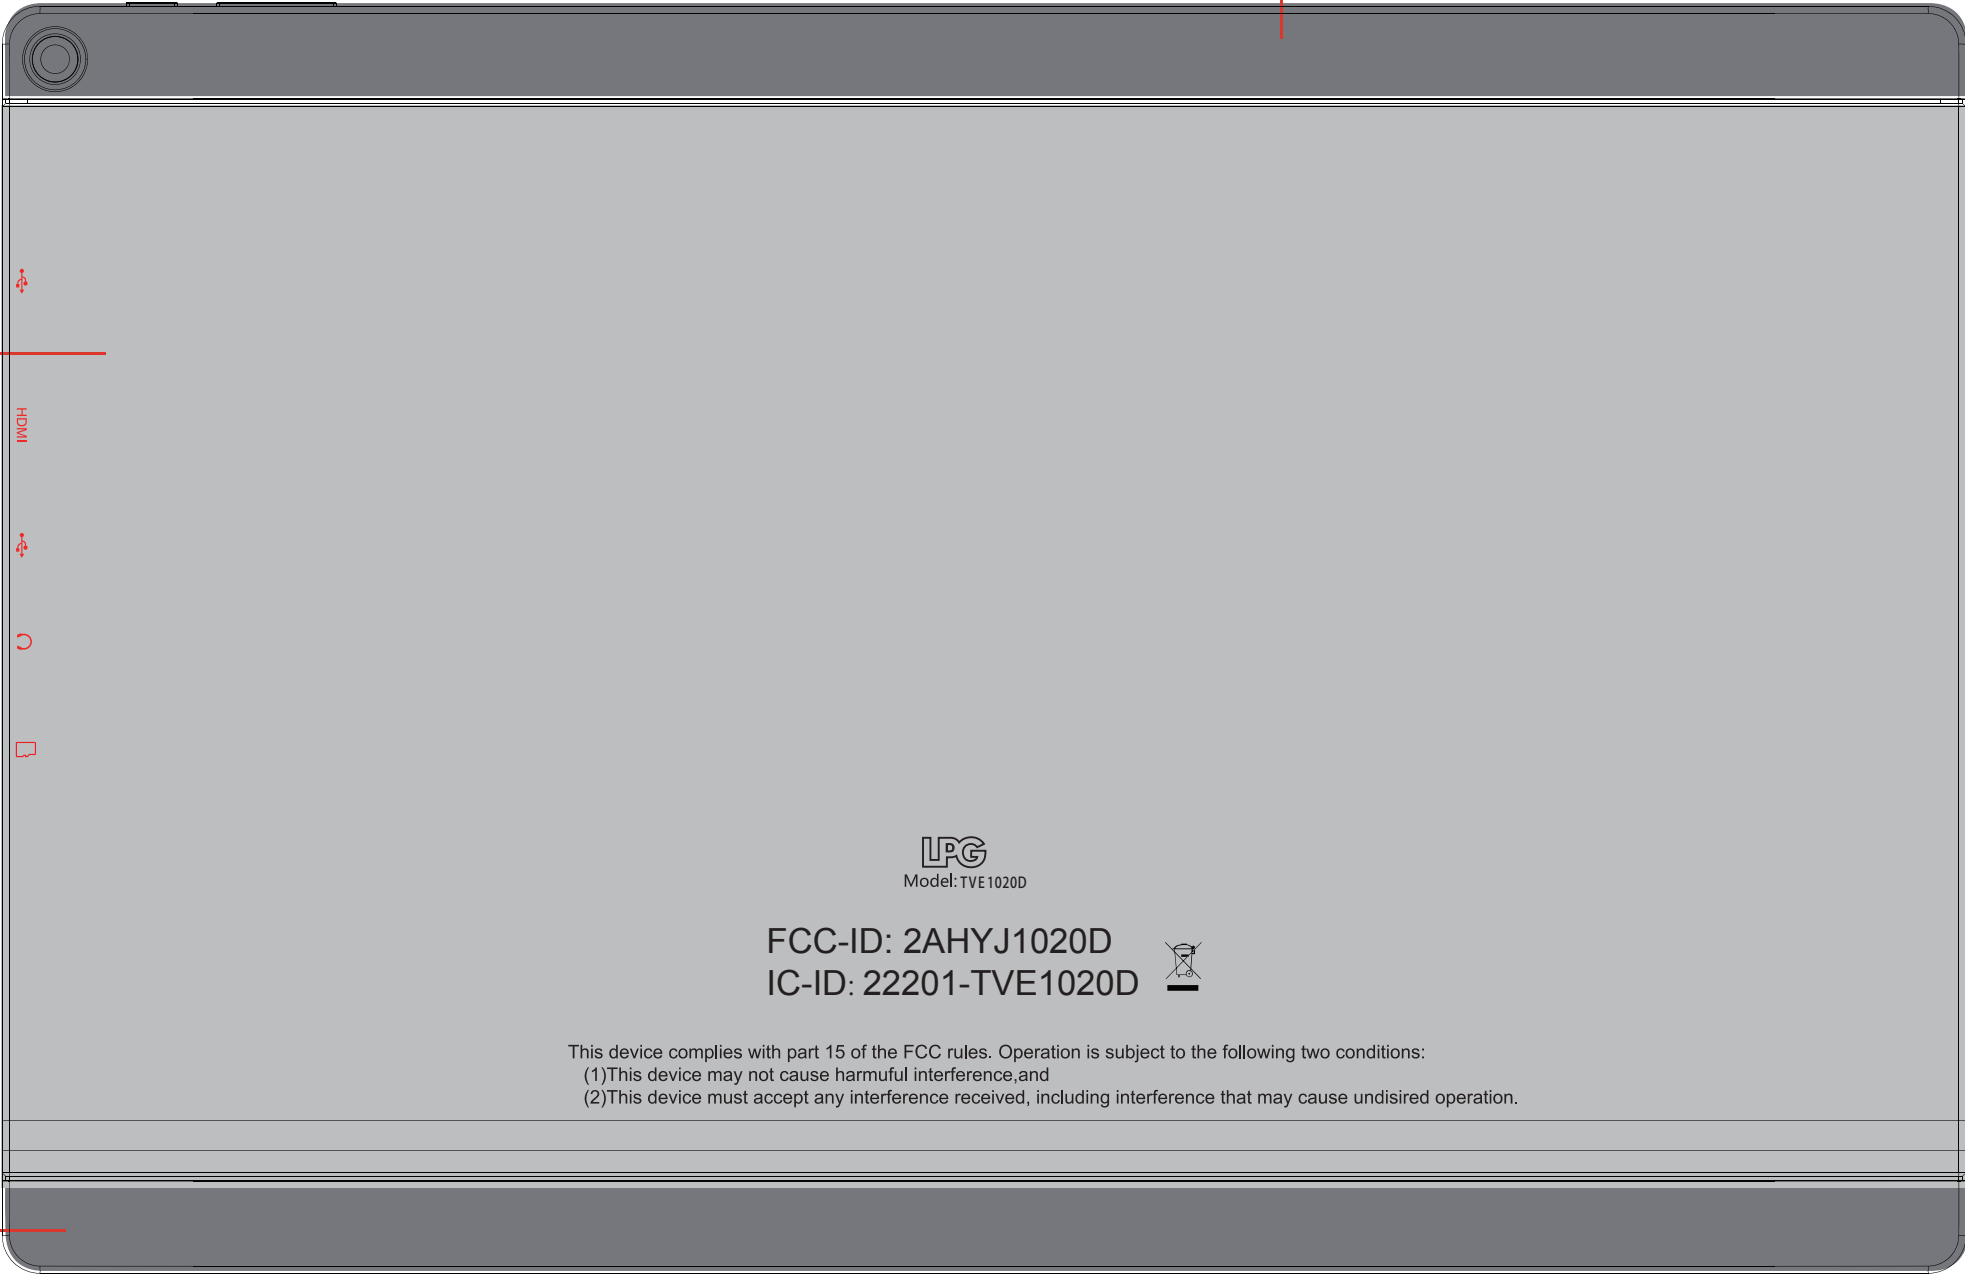 HDMI
LPG
Model: TVE1020D
FCC-ID: 2AHYJ1020D
IC-ID: 22201-TVE1020D
This device complies with part 15 of the FCC rules. Operation is subject to the following two conditions:
(1)This device may not cause harmuful interference,and
(2)This device must accept any interference received, including interference that may cause undisired operation.